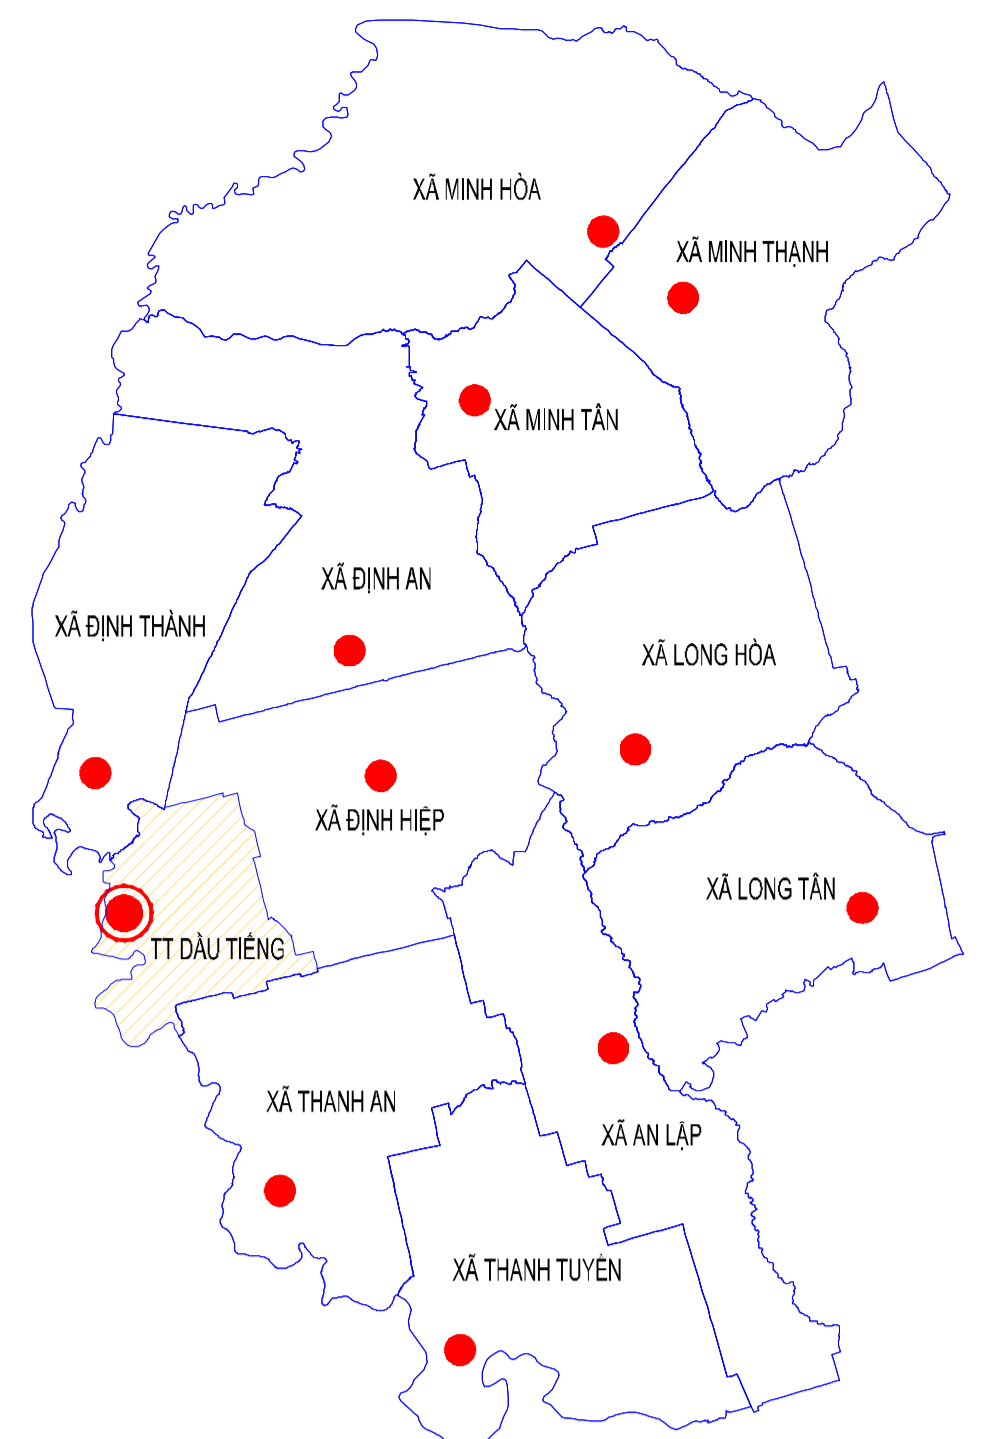 XÃ MINH HÒA
XÃ MINH THẠNH
XÃ MINH TÂN
XÃ ĐỊNH AN
XÃ ĐỊNH THÀNH
XÃ LONG HÒA
XÃ ĐỊNH HIỆP
XÃ LONG TÂN
TT DẦU TIẾNG
XÃ THANH AN
XÃ AN LẬP
XÃ THANH TUYỀN